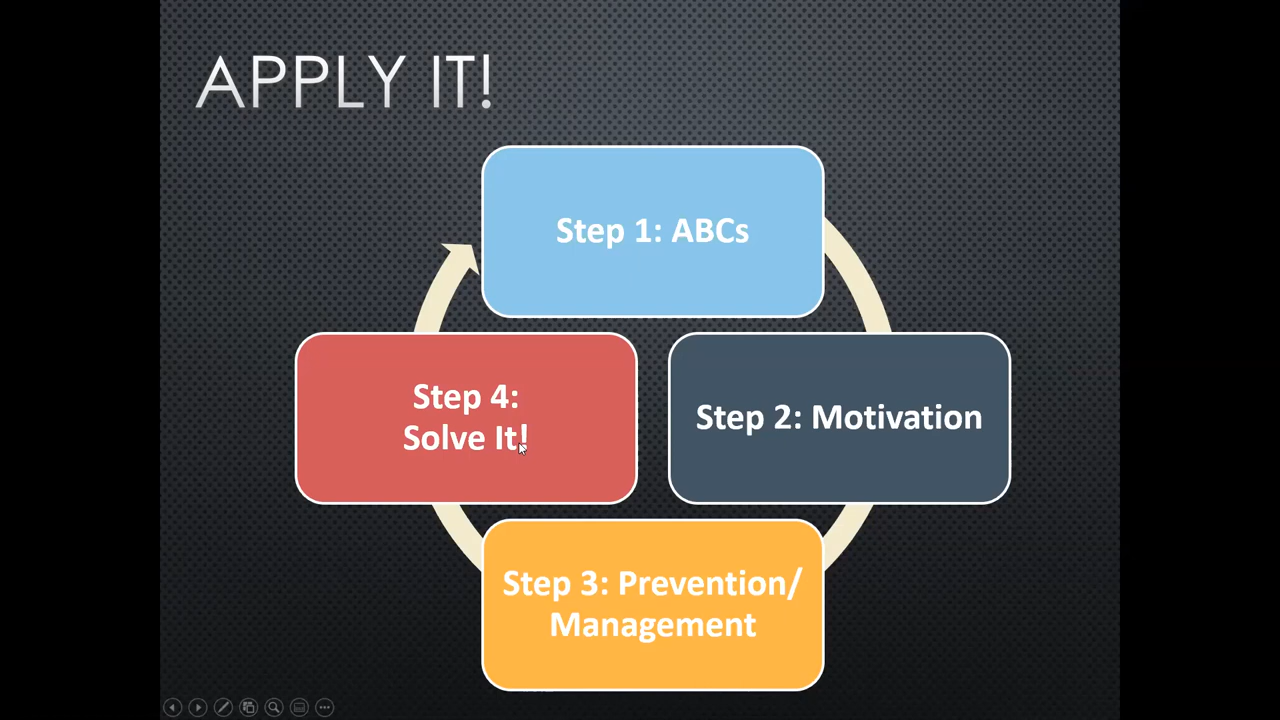 APPLY IT!
Step 1: ABCs
Step 2: Motivation
Step 3: Prevention/
Management
Step 4:
Solve It!